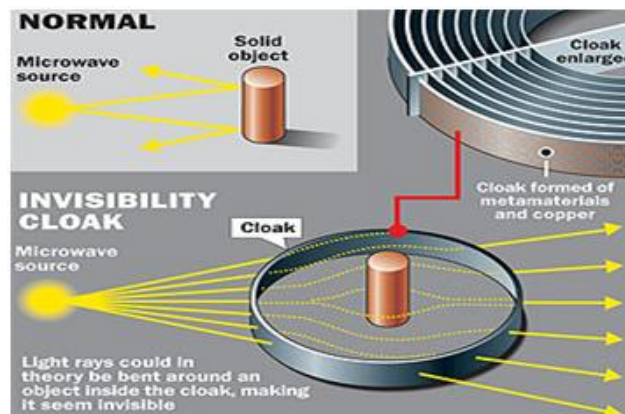 NORMAL
Microwave
source
Solid
object
Cloak
enlarged
Cloak formed of
metamaterials
and copper
INVISIBILITY
CLOAK
Cloak
Microwave
source
Light rays could in
theory be bent around an
object inside the cloak, making
it seem invisible